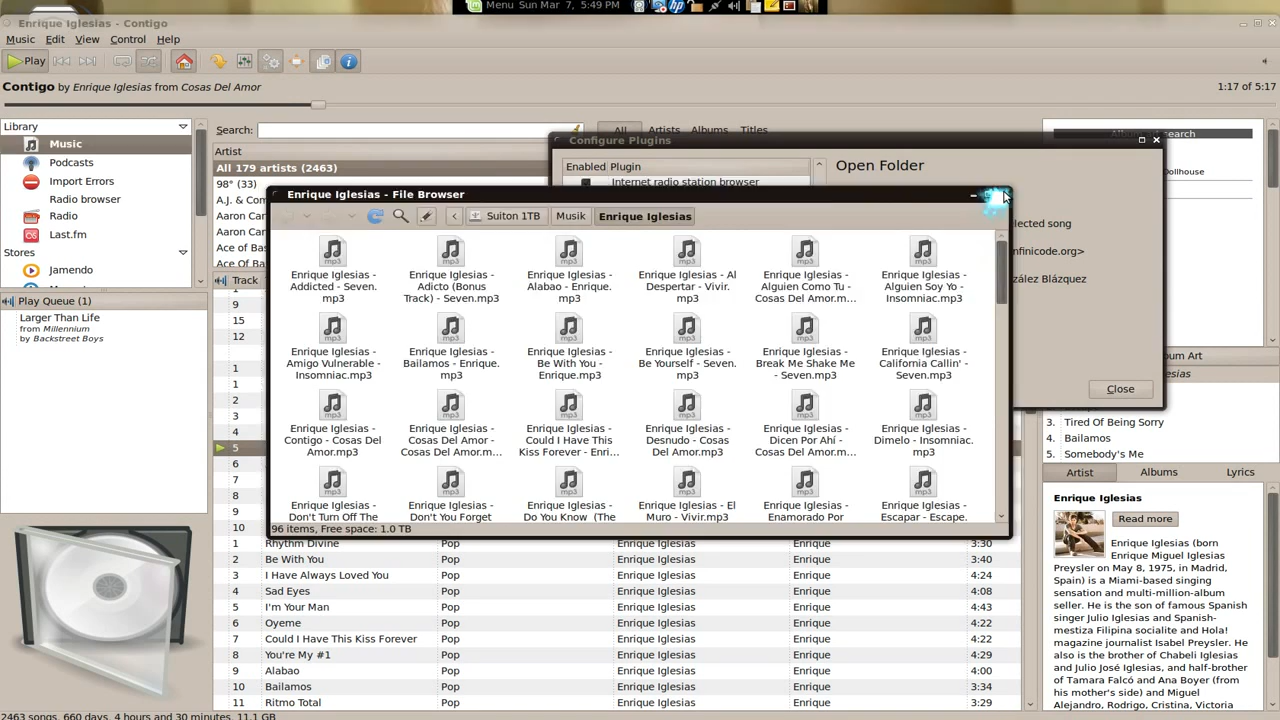 Menu Sun Mar 7, 5:49 PM
Enrique Iglesias - Contigo
Music Edit View Control Help
Play
Contigo by Enrique Iglesias from Cosas Del Amor
1:17 of 5:17
Library
Music
Podcasts
Import Errors
Radio browser
Radio
Last.fm
Stores
Jamendo
Play Queue (1)
Larger Than Life
from Millennium
by Backstreet Boys
Search:
All Artists Albums Titles
Artist
All 179 artists (2463)
98° (33)
A.J. &
Aaron Car
Aaron Car
Ace of Ba
Ace Of Ba
Track
9
15
12
1
1
2
3
4
5
6
7
8
9
10
Configure Plugins
Enabled Plugin
Internet radio station browser
Open Folder
elected song
nfinicode.org>
zález Blázquez
Close
Enrique Iglesias - File Browser
Suiton 1TB Musik Enrique Iglesias
Enrique Iglesias -
Addicted - Seven.
mp3
Enrique Iglesias -
Adicto (Bonus
Track) - Seven.mp3
Enrique Iglesias -
Alabao - Enrique.
mp3
Enrique Iglesias - Al
Despertar - Vivir.
mp3
Enrique Iglesias -
Alguien Como Tu -
Cosas Del Amor.m...
Enrique Iglesias -
Alguien Soy Yo -
Insomniac.mp3
Enrique Iglesias -
Amigo Vulnerable -
Insomniac.mp3
Enrique Iglesias -
Bailamos - Enrique.
mp3
Enrique Iglesias -
Be With You -
Enrique.mp3
Enrique Iglesias -
Be Yourself - Seven.
mp3
Enrique Iglesias -
Break Me Shake Me
- Seven.mp3
Enrique Iglesias -
California Callin' -
Seven.mp3
Enrique Iglesias -
Contigo - Cosas Del
Amor.mp3
Enrique Iglesias -
Cosas Del Amor -
Cosas Del Amor.m...
Enrique Iglesias -
Could I Have This
Kiss Forever - Enri...
Enrique Iglesias -
Desnudo - Cosas
Del Amor.mp3
Enrique Iglesias -
Dicen Por Ahí -
Cosas Del Amor.m...
Enrique Iglesias -
Dimelo - Insomniac.
mp3
Enrique Iglesias -
Don't Turn Off The
Enrique Iglesias -
Don't You Forget
Enrique Iglesias -
Do You Know (The
Enrique Iglesias - El
Muro - Vivir.mp3
Enrique Iglesias -
Enamorado Por
Enrique Iglesias -
Escapar - Escape.
96 items, Free space: 1.0 TB
1 Rhythm Divine Pop Enrique Iglesias Enrique 3:30
2 Be With You Pop Enrique Iglesias Enrique 3:40
3 I Have Always Loved You Pop Enrique Iglesias Enrique 4:24
4 Sad Eyes Pop Enrique Iglesias Enrique 4:08
5 I'm Your Man Pop Enrique Iglesias Enrique 4:43
6 Oyeme Pop Enrique Iglesias Enrique 4:22
7 Could I Have This Kiss Forever Pop Enrique Iglesias Enrique 4:22
8 You're My #1 Pop Enrique Iglesias Enrique 4:29
9 Alabao Pop Enrique Iglesias Enrique 4:00
10 Bailamos Pop Enrique Iglesias Enrique 3:34
11 Ritmo Total Pop Enrique Iglesias Enrique 3:29
search
Dollhouse
um Art
esias
3. Tired Of Being Sorry
4. Bailamos
5. Somebody's Me
Artist Albums Lyrics
Enrique Iglesias
Read more
Enrique Iglesias (born
Enrique Miguel Iglesias
Preysler on May 8, 1975, in Madrid,
Spain) is a Miami-based singing
sensation and multi-million-album
seller. He is the son of famous Spanish
singer Julio Iglesias and Spanish-
mestiza Filipina socialite and Hola!
magazine journalist Isabel Preysler. He
also is the brother of Chabeli Iglesias
and Julio José Iglesias, and half-brother
of Tamara Falcó and Ana Boyer (from
his mother's side) and Miguel
Alejandro, Rodrigo, Cristina, Victoria
2463 songs, 660 days, 4 hours and 30 minutes, 11.1 GB